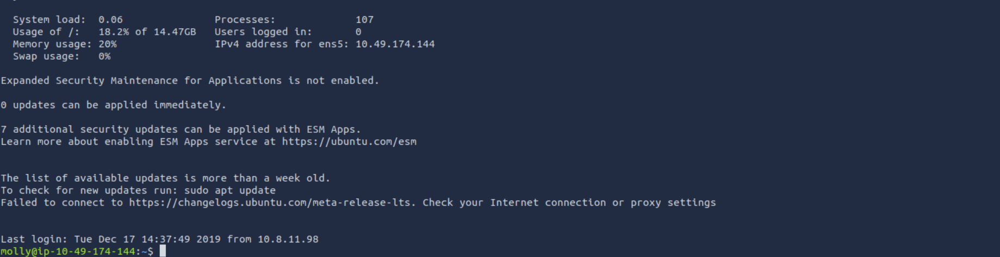 System load: 0.06 Processes: 107
Usage of /: 18.2% of 14.47GB Users logged in: 0
Memory usage: 20% IPv4 address for ens5: 10.49.174.144
Swap usage: 0%
Expanded Security Maintenance for Applications is not enabled.
0 updates can be applied immediately.
7 additional security updates can be applied with ESM Apps.
Learn more about enabling ESM Apps service at https://ubuntu.com/esm
The list of available updates is more than a week old.
To check for new updates run: sudo apt update
Failed to connect to https://changelogs.ubuntu.com/meta-release-lts. Check your Internet connection or proxy settings
Last login: Tue Dec 17 14:37:49 2019 from 10.8.11.98
molly@ip-10-49-174-144:~$